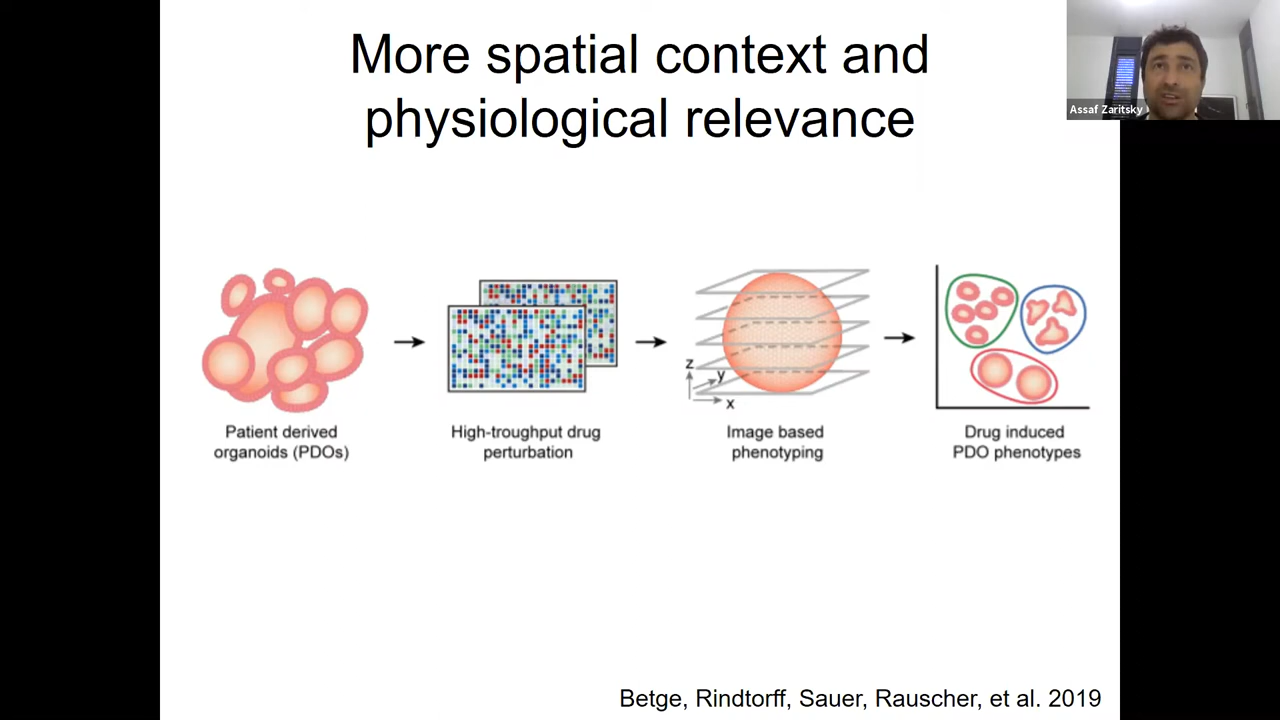 More spatial context and
physiological relevance
Assaf Zaritsky
Patient derived
organoids (PDOs)
High-troughput drug
perturbation
z
y
x
Image based
phenotyping
Drug induced
PDO phenotypes
Betge, Rindtorff, Sauer, Rauscher, et al. 2019